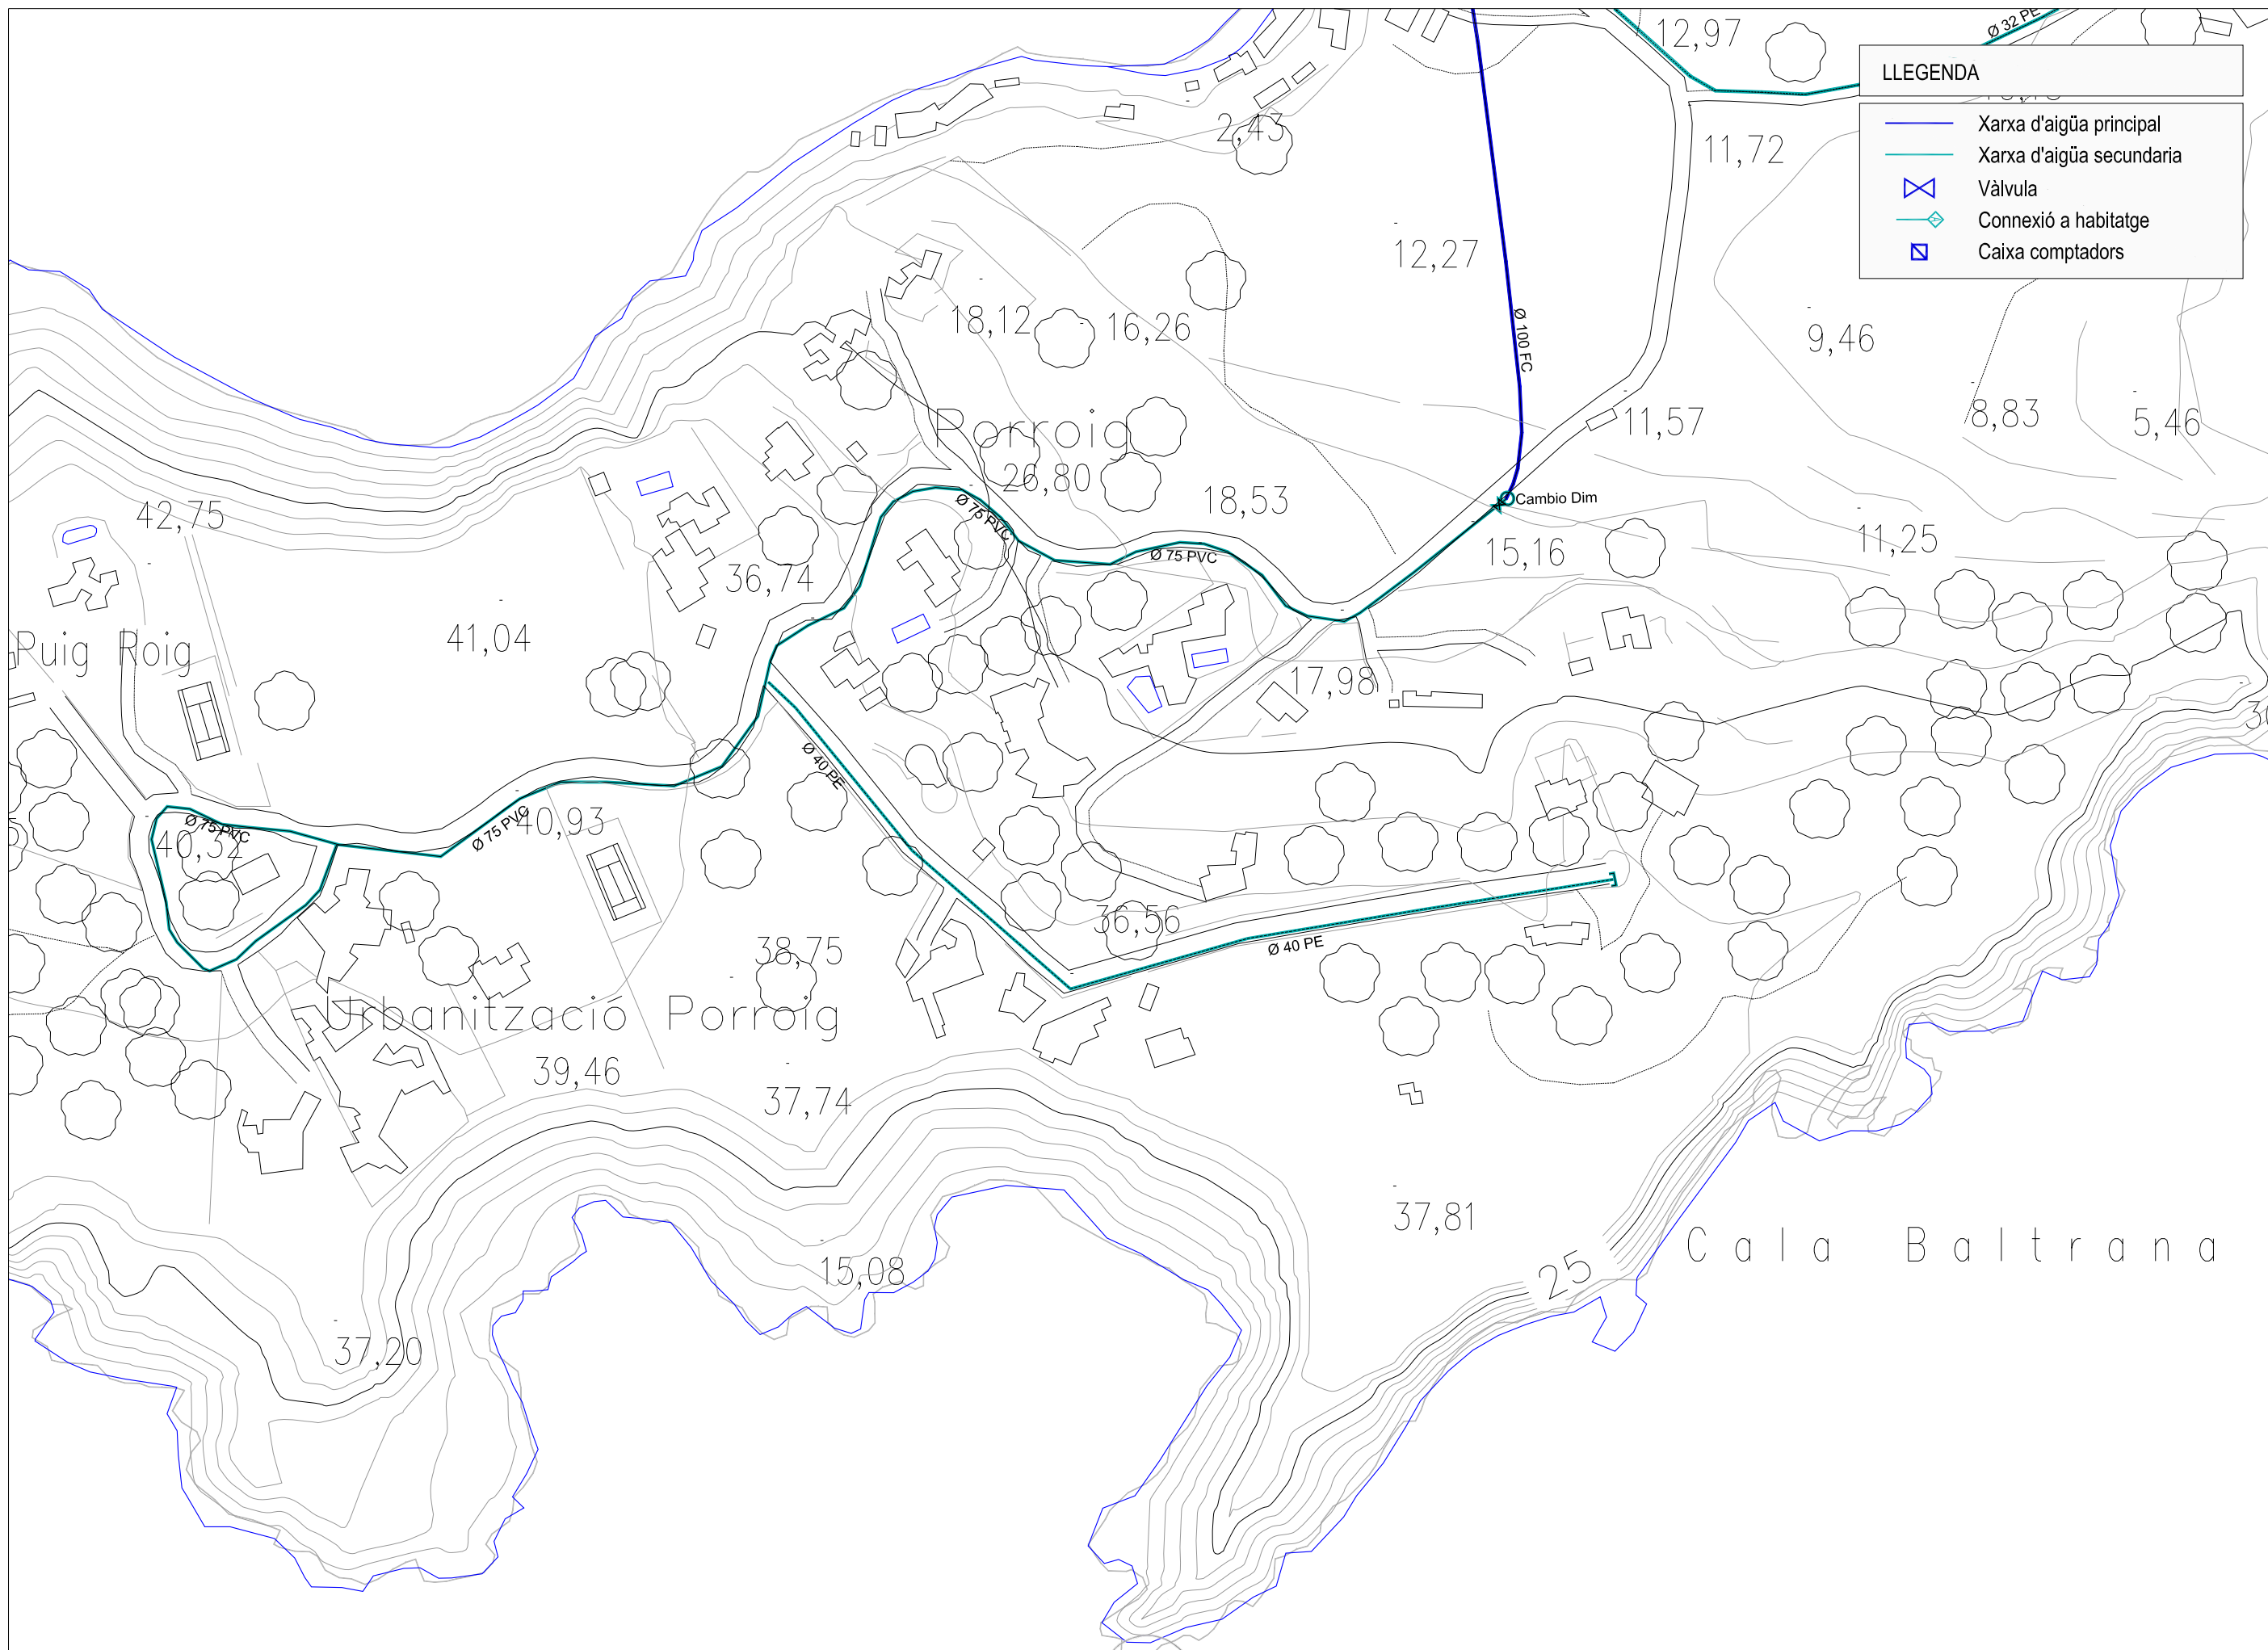 12,97
Ø 32 PE
LLEGENDA
Xarxa d'aigüa principal
Xarxa d'aigüa secundaria
Vàlvula
Connexió a habitatge
Caixa comptadors
2,43
11,72
12,27
18,12
16,26
Ø 100 FC
9,46
8,83
5,46
11,57
Porroig
26,80
18,53
Cambio Dim
42,75
Ø 75 PVC
Ø 75 PVC
15,16
11,25
36,74
41,04
Puig Roig
17,98
Ø 40 PE
40,93
Ø 75 PVC
Ø 75 PVC
40,32
36,56
38,75
Ø 40 PE
Urbanització Porroig
39,46
37,74
37,81
Cala Baltrana
25
15,08
37,20